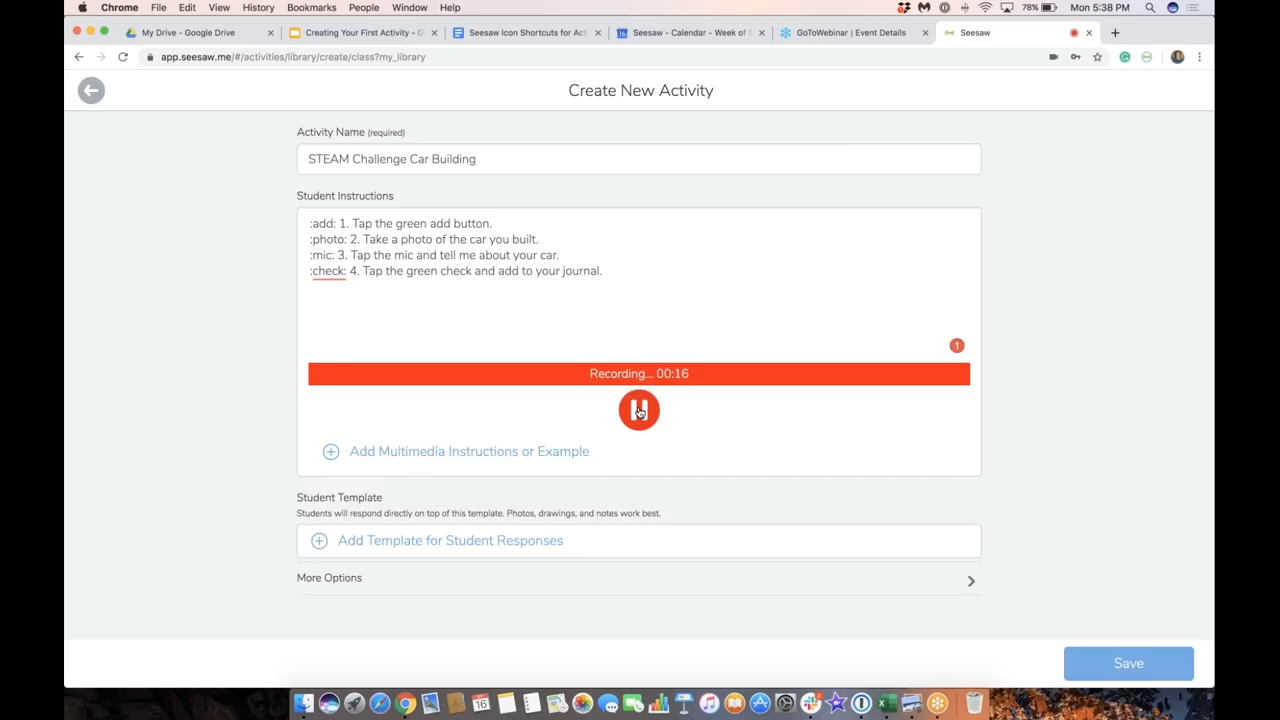 Chrome File Edit View History Bookmarks People Window Help 78% Mon 5:38 PM
My Drive - Google Drive Creating Your First Activity - G Seesaw Icon Shortcuts for Act Seesaw - Calendar - Week of S GoToWebinar | Event Details Seesaw
app.seesaw.me/#/activities/library/create/class?my_library
Create New Activity
Activity Name (required)
STEAM Challenge Car Building
Student Instructions
:add: 1. Tap the green add button.
:photo: 2. Take a photo of the car you built.
:mic: 3. Tap the mic and tell me about your car.
:check: 4. Tap the green check and add to your journal.
1
Recording... 00:16
Add Multimedia Instructions or Example
Student Template
Students will respond directly on top of this template. Photos, drawings, and notes work best.
Add Template for Student Responses
More Options
Save